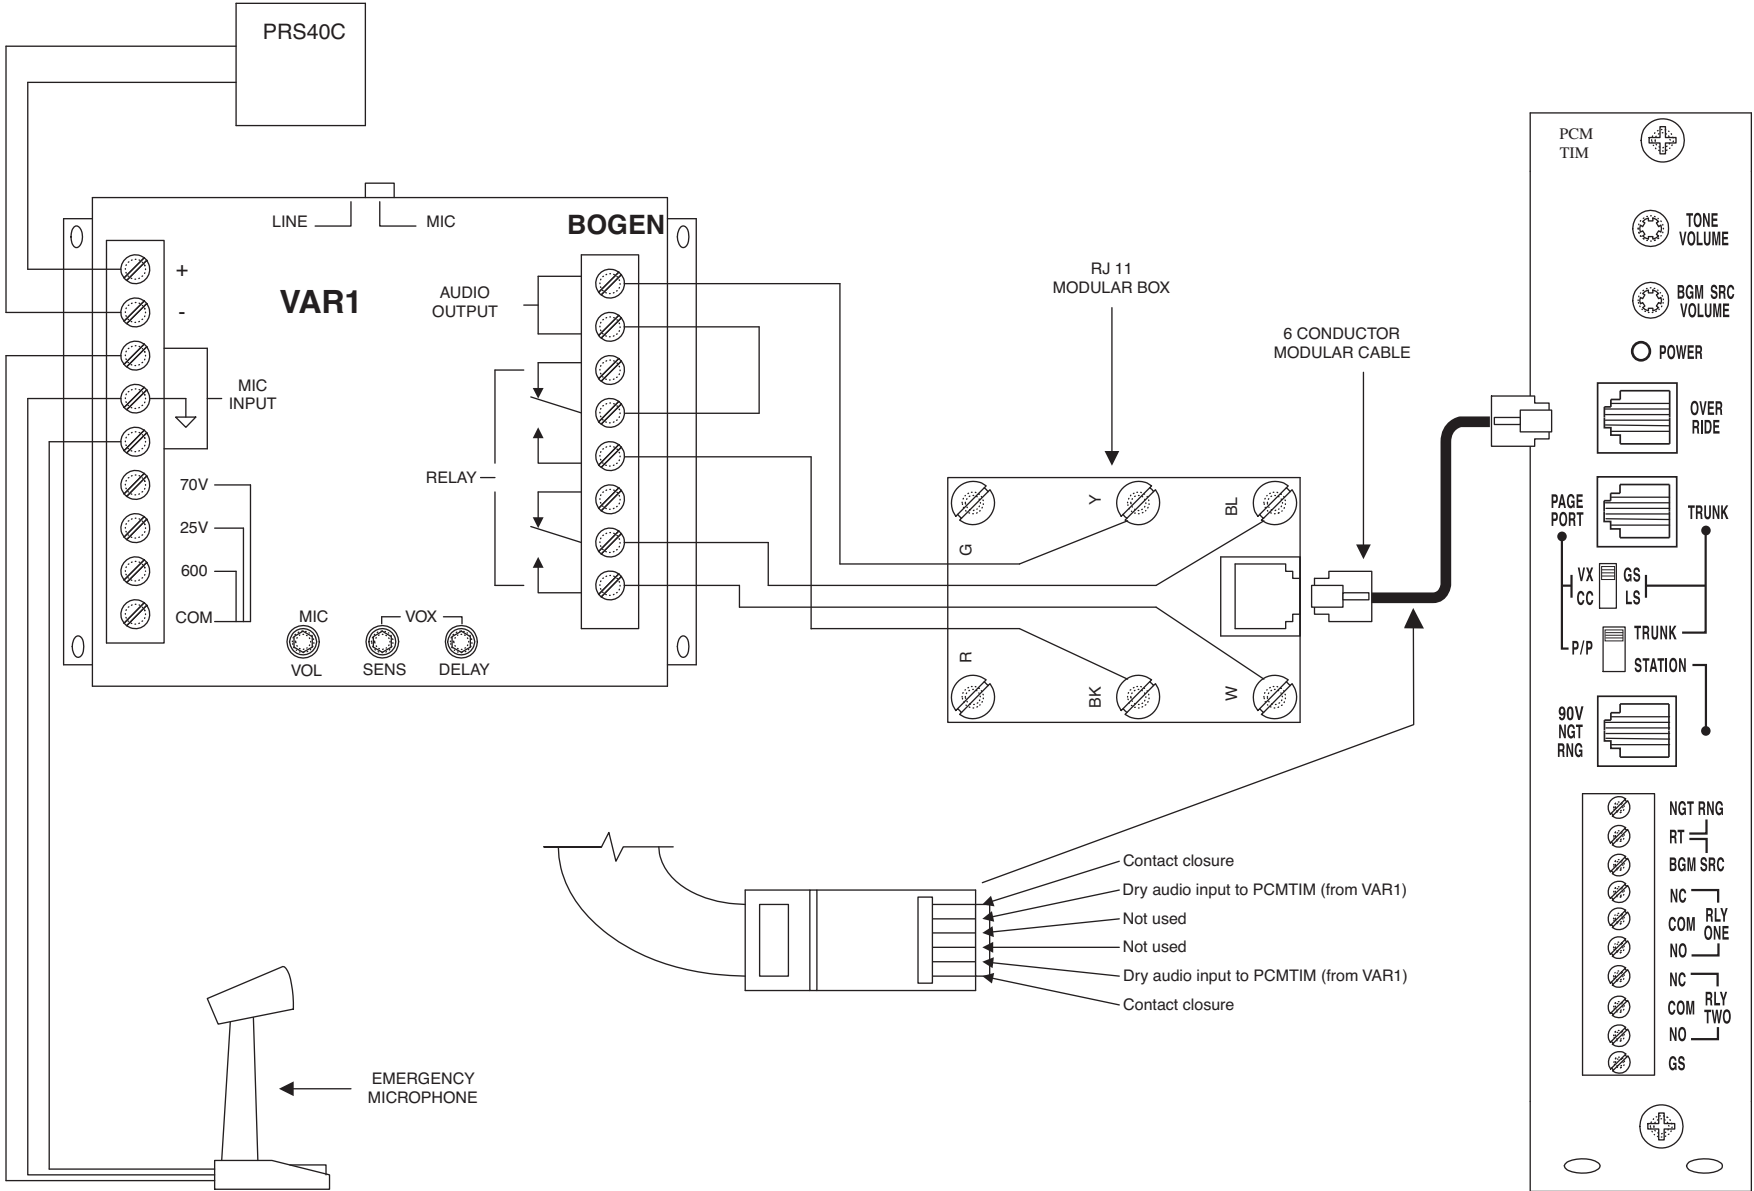 PRS40C
LINE
MIC
BOGEN
+
-
VAR1
AUDIO
OUTPUT
MIC
INPUT
RELAY
70V
25V
600
COM
MIC
VOL
VOX
SENS
DELAY
RJ 11
MODULAR BOX
6 CONDUCTOR
MODULAR CABLE
G
Y
BL
R
BK
W
Contact closure
Dry audio input to PCMTIM (from VAR1)
Not used
Not used
Dry audio input to PCMTIM (from VAR1)
Contact closure
EMERGENCY
MICROPHONE
PCM
TIM
TONE
VOLUME
BGM SRC
VOLUME
POWER
OVER
RIDE
PAGE
PORT
TRUNK
VX
CC
GS
LS
P/P
TRUNK
STATION
90V
NGT
RNG
NGT RNG
RT
BGM SRC
NC
COM
NO
RLY
ONE
NC
COM
NO
RLY
TWO
GS